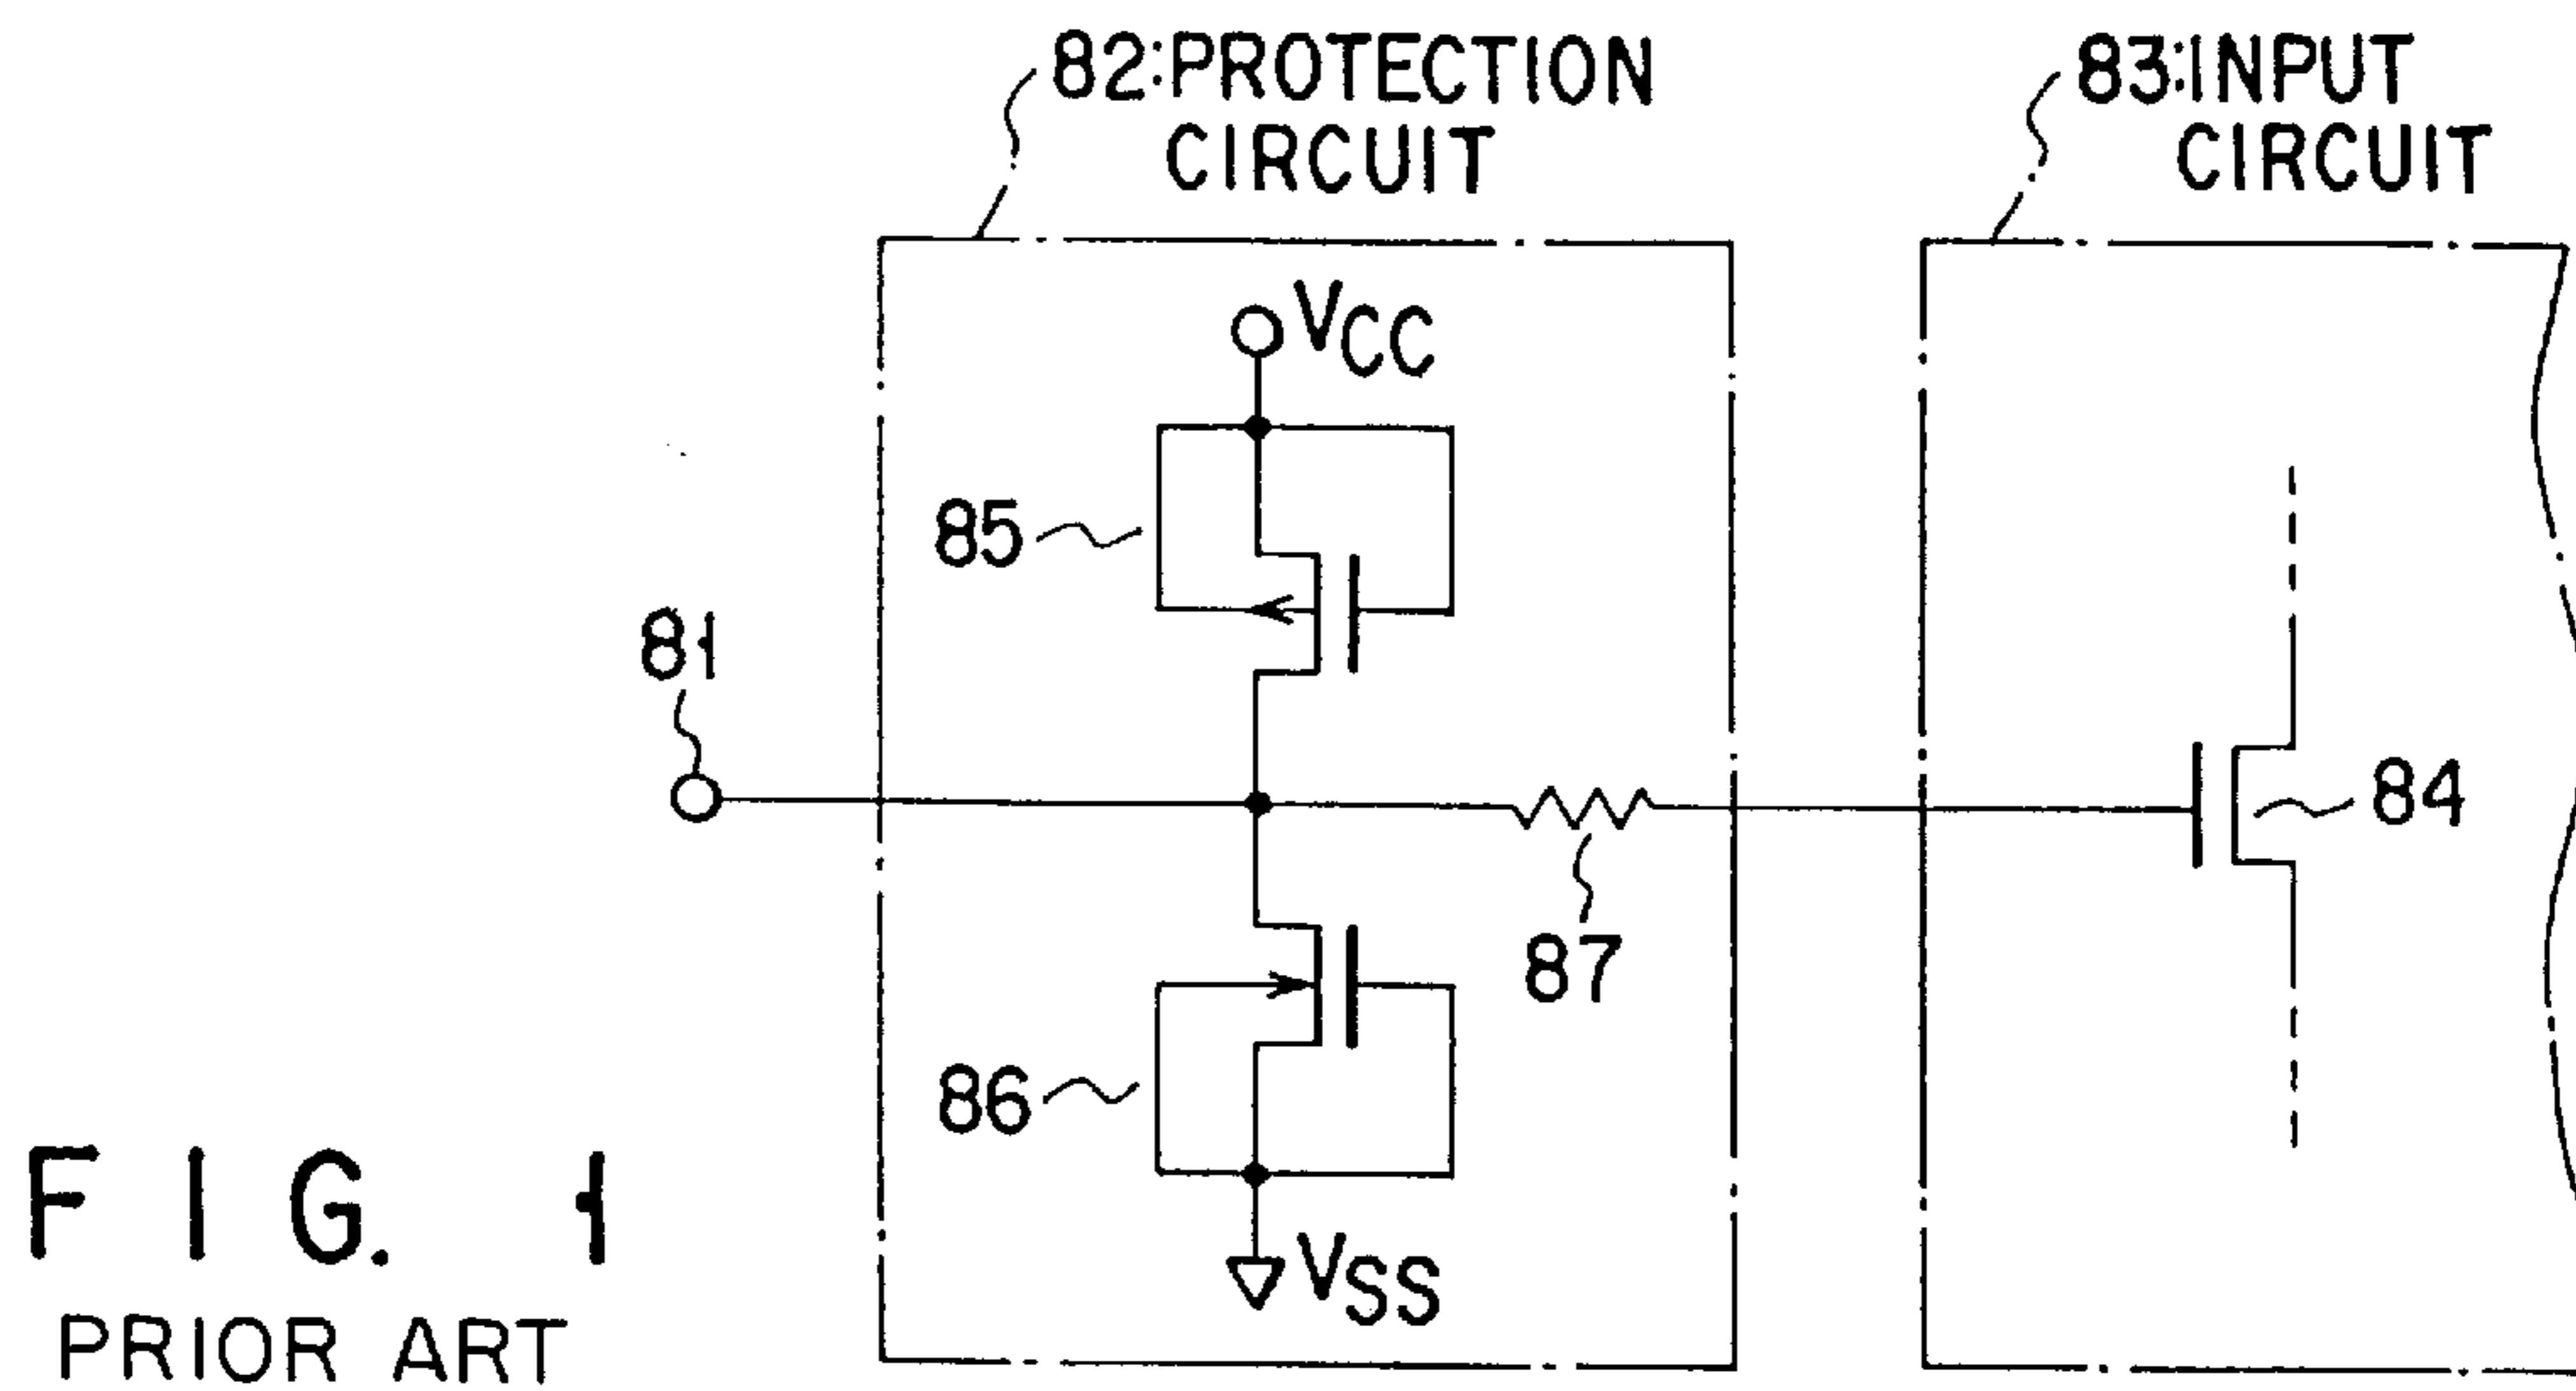 82:PROTECTION
CIRCUIT
83:INPUT
CIRCUIT
VCC
85
81
84
87
86
VSS
FIG. 1
PRIOR ART